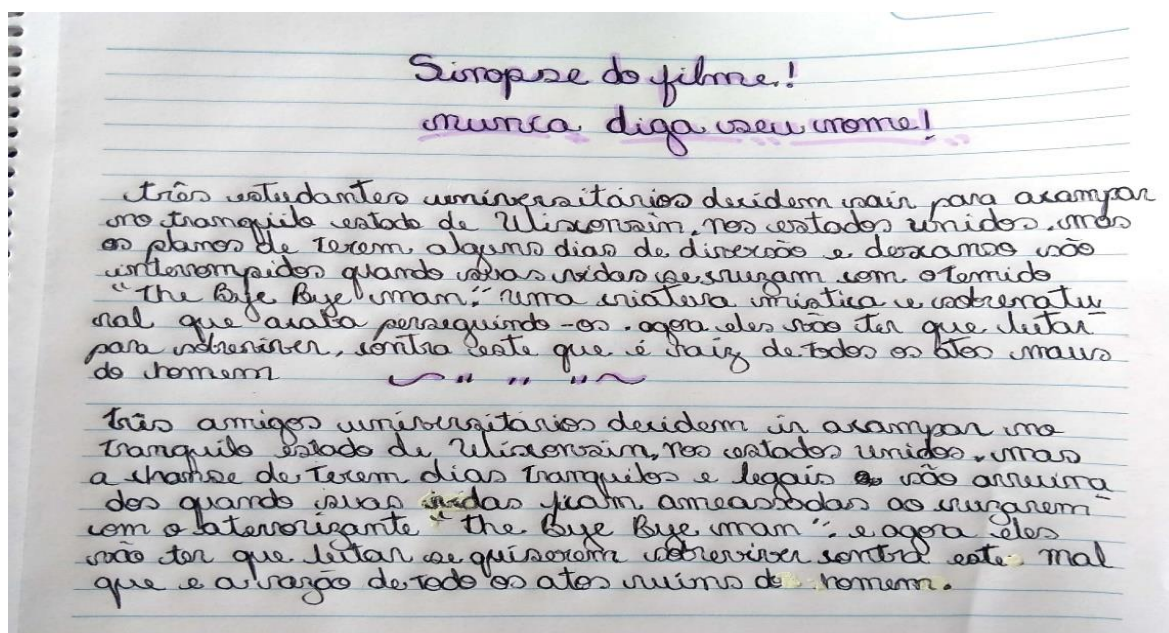 Sinopse do filme!
nunca diga seu nome!
três estudantes universitários decidem sair para acampar
no tranquilo estado de Wisconsin, nos estados unidos. mas
os planos de terem alguns dias de diversão e descanso são
interrompidos quando suas vidas se cruzam com o temido
"the Bye Bye man". uma criatura mistica e sobrenatu
ral que acaba perseguindo-os. agora eles vão ter que lutar
para sobreviver, contra este que é raiz de todos os atos maus
do homem
três amigos universitários decidem ir acampar no
tranquilo estado de Wisconsin, nos estados unidos. mas
a chanse de terem dias tranquilos e legais são arruina
dos quando suas vidas ficam ameassadas ao cruzarem
com o aterrorizante "the Bye Bye man". e agora eles
vão ter que lutar se quiserem sobreviver contra este mal
que e a razão de todo os atos ruims do homem.